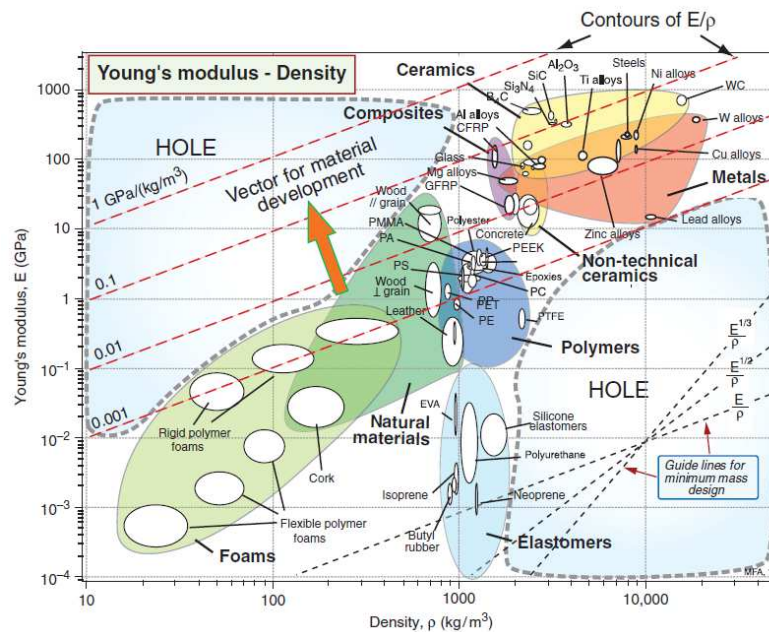 Contours of E/ρ
Young's modulus - Density
Ceramics
Composites
Al₂O₃
SiC
Si₃N₄
B₄C
Steels
Ti alloys
Ni alloys
WC
W alloys
Al alloys
CFRP
Glass
Mg alloys
GFRP
Cu alloys
Metals
HOLE
Vector for material
development
1 GPa/(kg/m³)
0.1
0.01
0.001
Wood
// grain
Polyester
PMMA
PA
PS
Wood
⊥ grain
Leather
Concrete
PEEK
Zinc alloys
Lead alloys
Non-technical
ceramics
Epoxies
PC
PP
PET
PE
PTFE
Polymers
E^1/3
ρ
E^1/2
ρ
E
ρ
HOLE
Natural
materials
EVA
Silicone
elastomers
Rigid polymer
foams
Cork
Polyurethane
Guide lines for
minimum mass
design
Isoprene
Neoprene
Flexible polymer
foams
Butyl
rubber
Foams
Elastomers
MFA,
Young's modulus, E (GPa)
1000
100
10
1
10⁻¹
10⁻²
10⁻³
10⁻⁴
10
100
1000
10,000
Density, ρ (kg/m³)